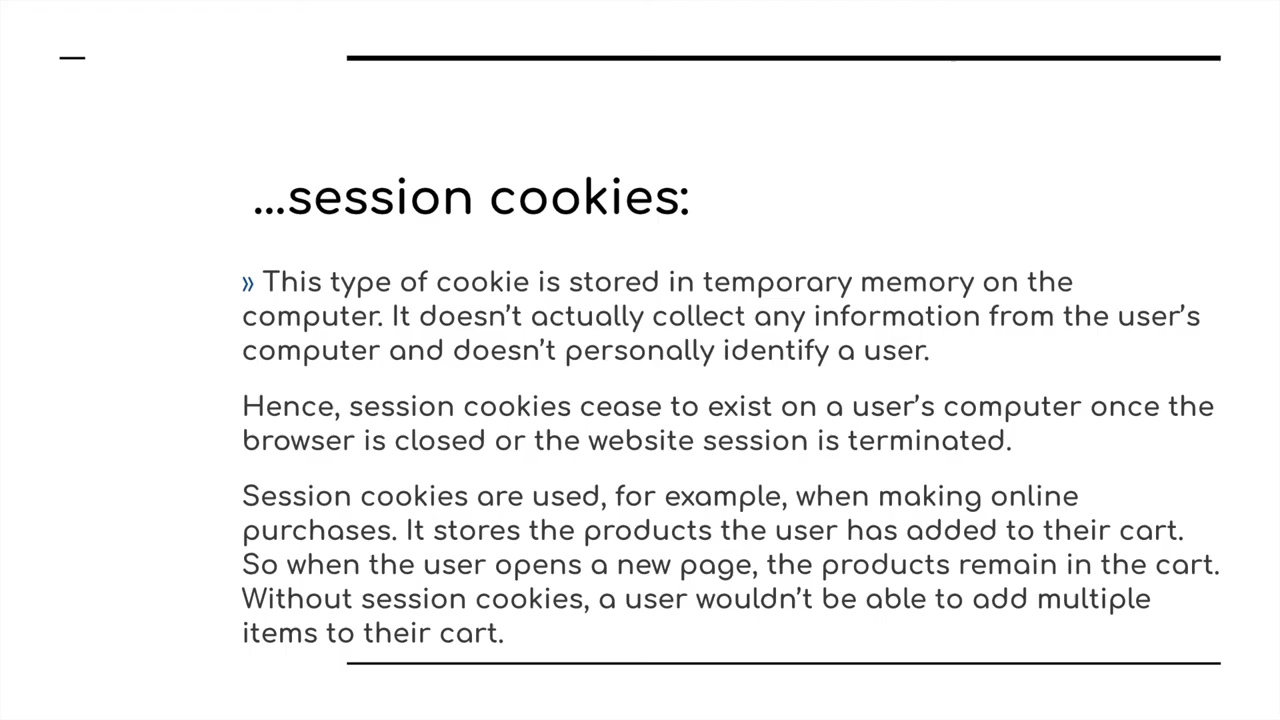 ...session cookies:
» This type of cookie is stored in temporary memory on the
computer. It doesn’t actually collect any information from the user’s
computer and doesn’t personally identify a user.
Hence, session cookies cease to exist on a user’s computer once the
browser is closed or the website session is terminated.
Session cookies are used, for example, when making online
purchases. It stores the products the user has added to their cart.
So when the user opens a new page, the products remain in the cart.
Without session cookies, a user wouldn’t be able to add multiple
items to their cart.